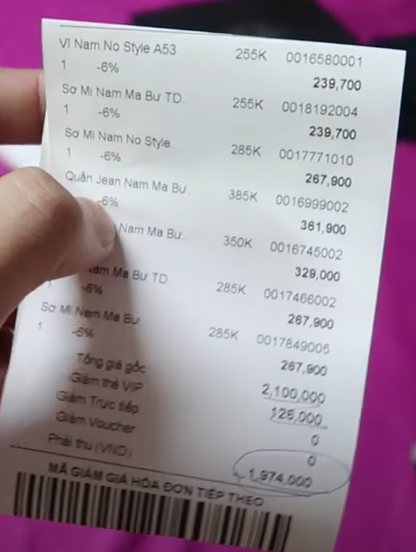 Ví Nam No Style A53 255K 0016580001
1 -6% 239,700
Sơ Mi Nam Ma Bư TD 255K 0018192004
1 -6% 239,700
Sơ Mi Nam No Style 285K 0017771010
1 -6% 267,900
Quần Jean Nam Ma Bư 385K 0016999002
-6% 361,900
Nam Ma Bư 350K 0016745002
329,000
Nam Ma Bư TD 285K 0017466002
-6% 267,900
Sơ Mi Nam Ma Bư 285K 0017849005
1 -6% 267,900
Tổng giá gốc 2,100,000
Giảm thẻ VIP 126,000
Giảm Trực tiếp 0
Giảm Voucher 0
Phải thu (VND) 1,974,000
MÃ GIẢM GIÁ HÓA ĐƠN TIẾP THEO